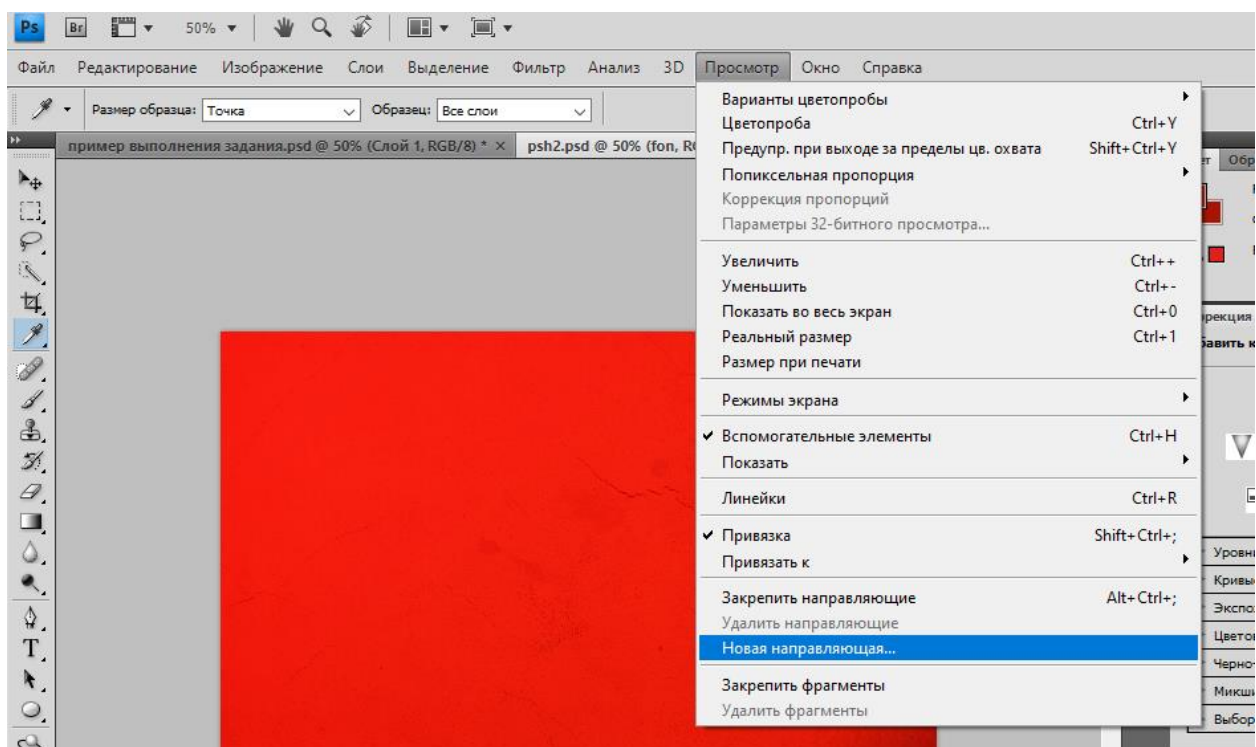 Ps Br 50%
Файл Редактирование Изображение Слои Выделение Фильтр Анализ 3D Просмотр Окно Справка
Размер образца: Точка Образец: Все слои
пример выполнения задания.psd @ 50% (Слой 1, RGB/8) * × psh2.psd @ 50% (fon,
Варианты цветопробы
Цветопроба Ctrl+Y
Предупр. при выходе за пределы цв. охвата Shift+Ctrl+Y
Попиксельная пропорция
Коррекция пропорций
Параметры 32-битного просмотра...
Увеличить Ctrl++
Уменьшить Ctrl+-
Показать во весь экран Ctrl+0
Реальный размер Ctrl+1
Размер при печати
Режимы экрана
Вспомогательные элементы Ctrl+H
Показать
Линейки Ctrl+R
Привязка Shift+Ctrl+;
Привязать к
Закрепить направляющие Alt+Ctrl+;
Удалить направляющие
Новая направляющая...
Закрепить фрагменты
Удалить фрагменты
T